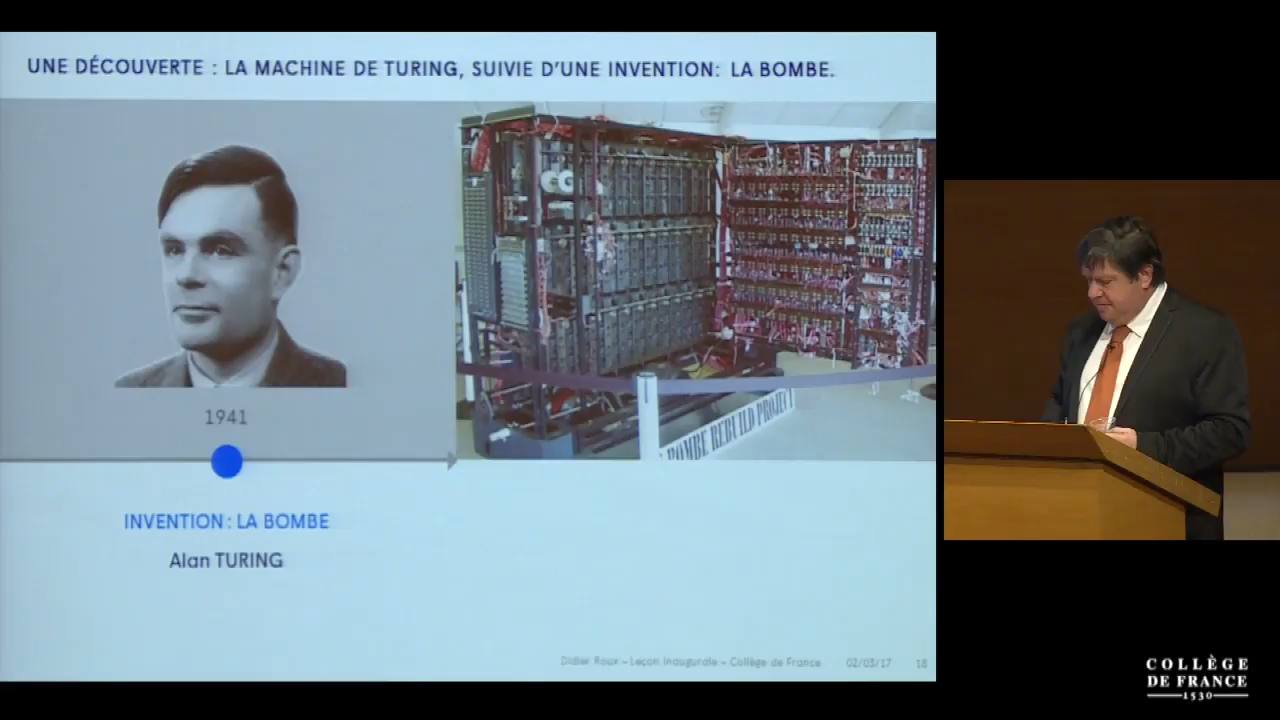 UNE DÉCOUVERTE : LA MACHINE DE TURING, SUIVIE D'UNE INVENTION: LA BOMBE.
1941
BOMBE REBUILD PROJECT
INVENTION : LA BOMBE
Alan TURING
Didier Roux – Leçon Inaugurale – Collège de France 02/03/17 18
COLLÈGE
DE FRANCE
1530